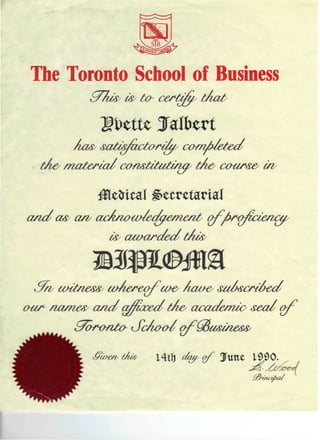 TSB
The Toronto School of Business
This is to certify that
Yvette Jalbert
has satisfactorily completed
the material constituting the course in
Medical Secretarial
and as an acknowledgement of proficiency
is awarded this
DIPLOMA
In witness whereof we have subscribed
our names and affixed the academic seal of
Toronto School of Business
Given this 14th day of June 1990.
B. Wood
Principal